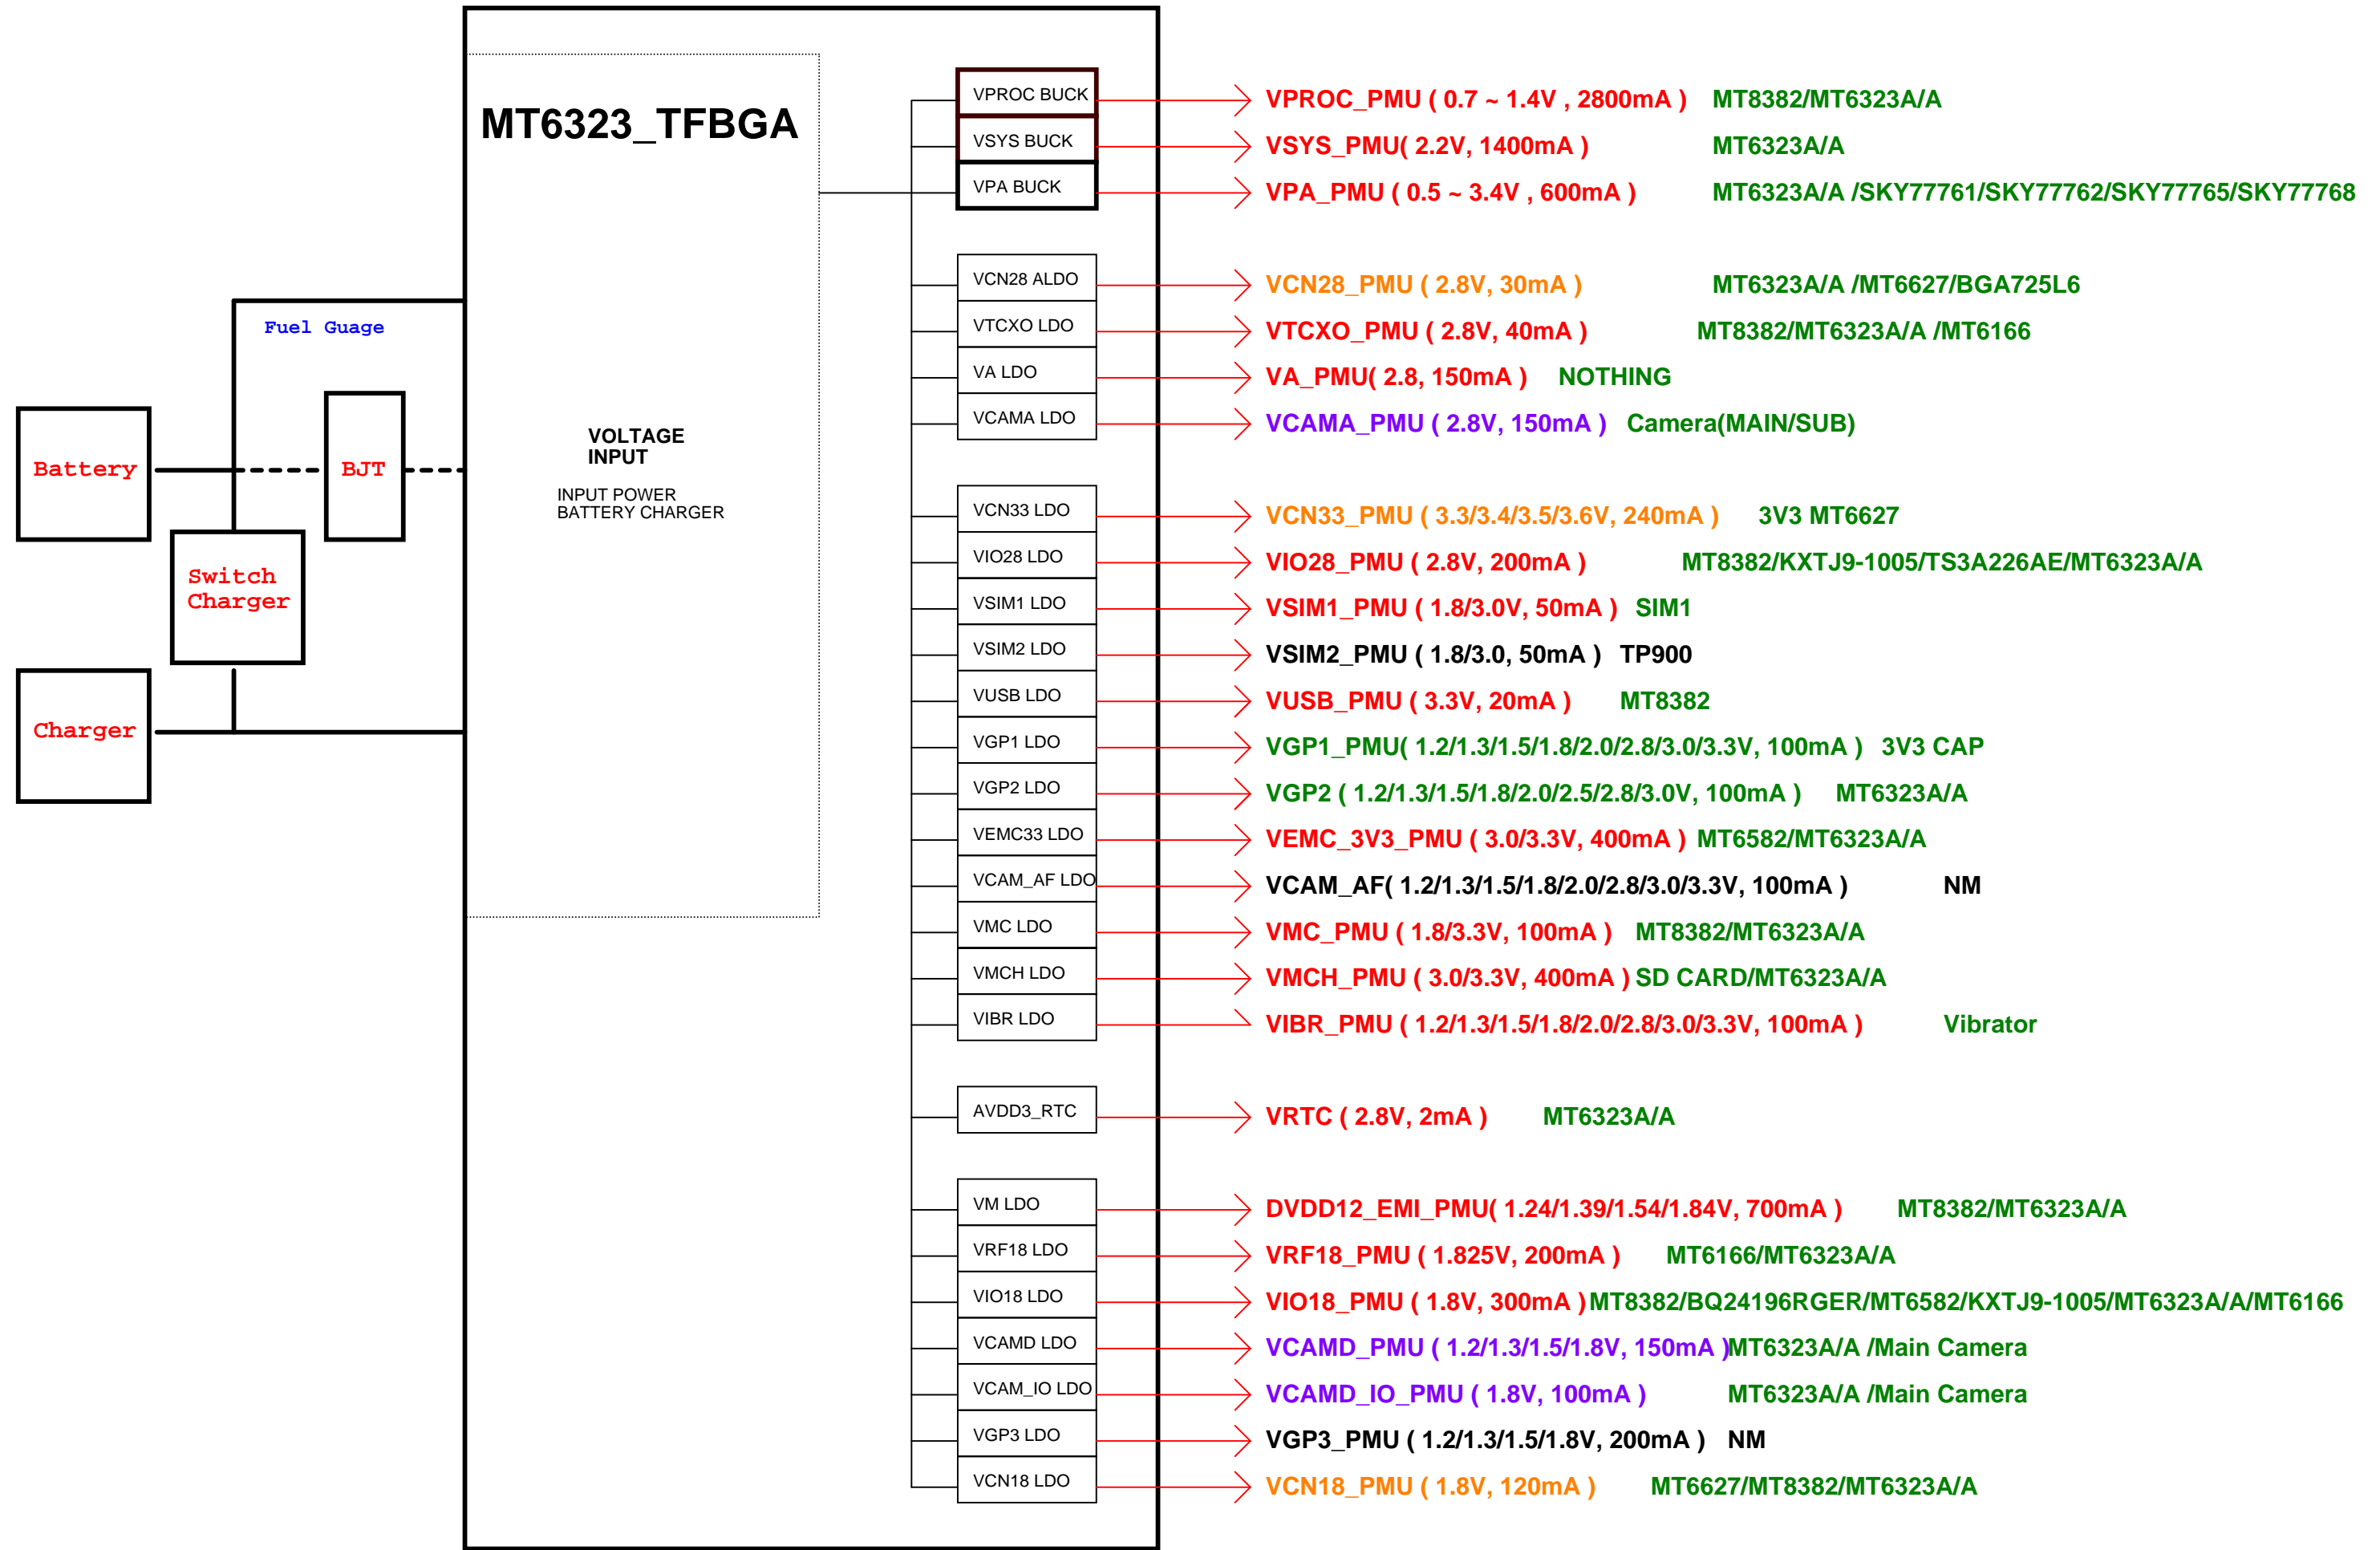 MT6323_TFBGA
VOLTAGE
INPUT
INPUT POWER
BATTERY CHARGER
Fuel Guage
Battery
BJT
Switch
Charger
Charger
VPROC BUCK VPROC_PMU ( 0.7 ~ 1.4V , 2800mA ) MT8382/MT6323A/A
VSYS BUCK VSYS_PMU( 2.2V, 1400mA ) MT6323A/A
VPA BUCK VPA_PMU ( 0.5 ~ 3.4V , 600mA ) MT6323A/A /SKY77761/SKY77762/SKY77765/SKY77768
VCN28 ALDO VCN28_PMU ( 2.8V, 30mA ) MT6323A/A /MT6627/BGA725L6
VTCXO LDO VTCXO_PMU ( 2.8V, 40mA ) MT8382/MT6323A/A /MT6166
VA LDO VA_PMU( 2.8, 150mA ) NOTHING
VCAMA LDO VCAMA_PMU ( 2.8V, 150mA ) Camera(MAIN/SUB)
VCN33 LDO VCN33_PMU ( 3.3/3.4/3.5/3.6V, 240mA ) 3V3 MT6627
VIO28 LDO VIO28_PMU ( 2.8V, 200mA ) MT8382/KXTJ9-1005/TS3A226AE/MT6323A/A
VSIM1 LDO VSIM1_PMU ( 1.8/3.0V, 50mA ) SIM1
VSIM2 LDO VSIM2_PMU ( 1.8/3.0, 50mA ) TP900
VUSB LDO VUSB_PMU ( 3.3V, 20mA ) MT8382
VGP1 LDO VGP1_PMU( 1.2/1.3/1.5/1.8/2.0/2.8/3.0/3.3V, 100mA ) 3V3 CAP
VGP2 LDO VGP2 ( 1.2/1.3/1.5/1.8/2.0/2.5/2.8/3.0V, 100mA ) MT6323A/A
VEMC33 LDO VEMC_3V3_PMU ( 3.0/3.3V, 400mA ) MT6582/MT6323A/A
VCAM_AF LDO VCAM_AF( 1.2/1.3/1.5/1.8/2.0/2.8/3.0/3.3V, 100mA ) NM
VMC LDO VMC_PMU ( 1.8/3.3V, 100mA ) MT8382/MT6323A/A
VMCH LDO VMCH_PMU ( 3.0/3.3V, 400mA ) SD CARD/MT6323A/A
VIBR LDO VIBR_PMU ( 1.2/1.3/1.5/1.8/2.0/2.8/3.0/3.3V, 100mA ) Vibrator
AVDD3_RTC VRTC ( 2.8V, 2mA ) MT6323A/A
VM LDO DVDD12_EMI_PMU( 1.24/1.39/1.54/1.84V, 700mA ) MT8382/MT6323A/A
VRF18 LDO VRF18_PMU ( 1.825V, 200mA ) MT6166/MT6323A/A
VIO18 LDO VIO18_PMU ( 1.8V, 300mA ) MT8382/BQ24196RGER/MT6582/KXTJ9-1005/MT6323A/A/MT6166
VCAMD LDO VCAMD_PMU ( 1.2/1.3/1.5/1.8V, 150mA ) MT6323A/A /Main Camera
VCAM_IO LDO VCAMD_IO_PMU ( 1.8V, 100mA ) MT6323A/A /Main Camera
VGP3 LDO VGP3_PMU ( 1.2/1.3/1.5/1.8V, 200mA ) NM
VCN18 LDO VCN18_PMU ( 1.8V, 120mA ) MT6627/MT8382/MT6323A/A